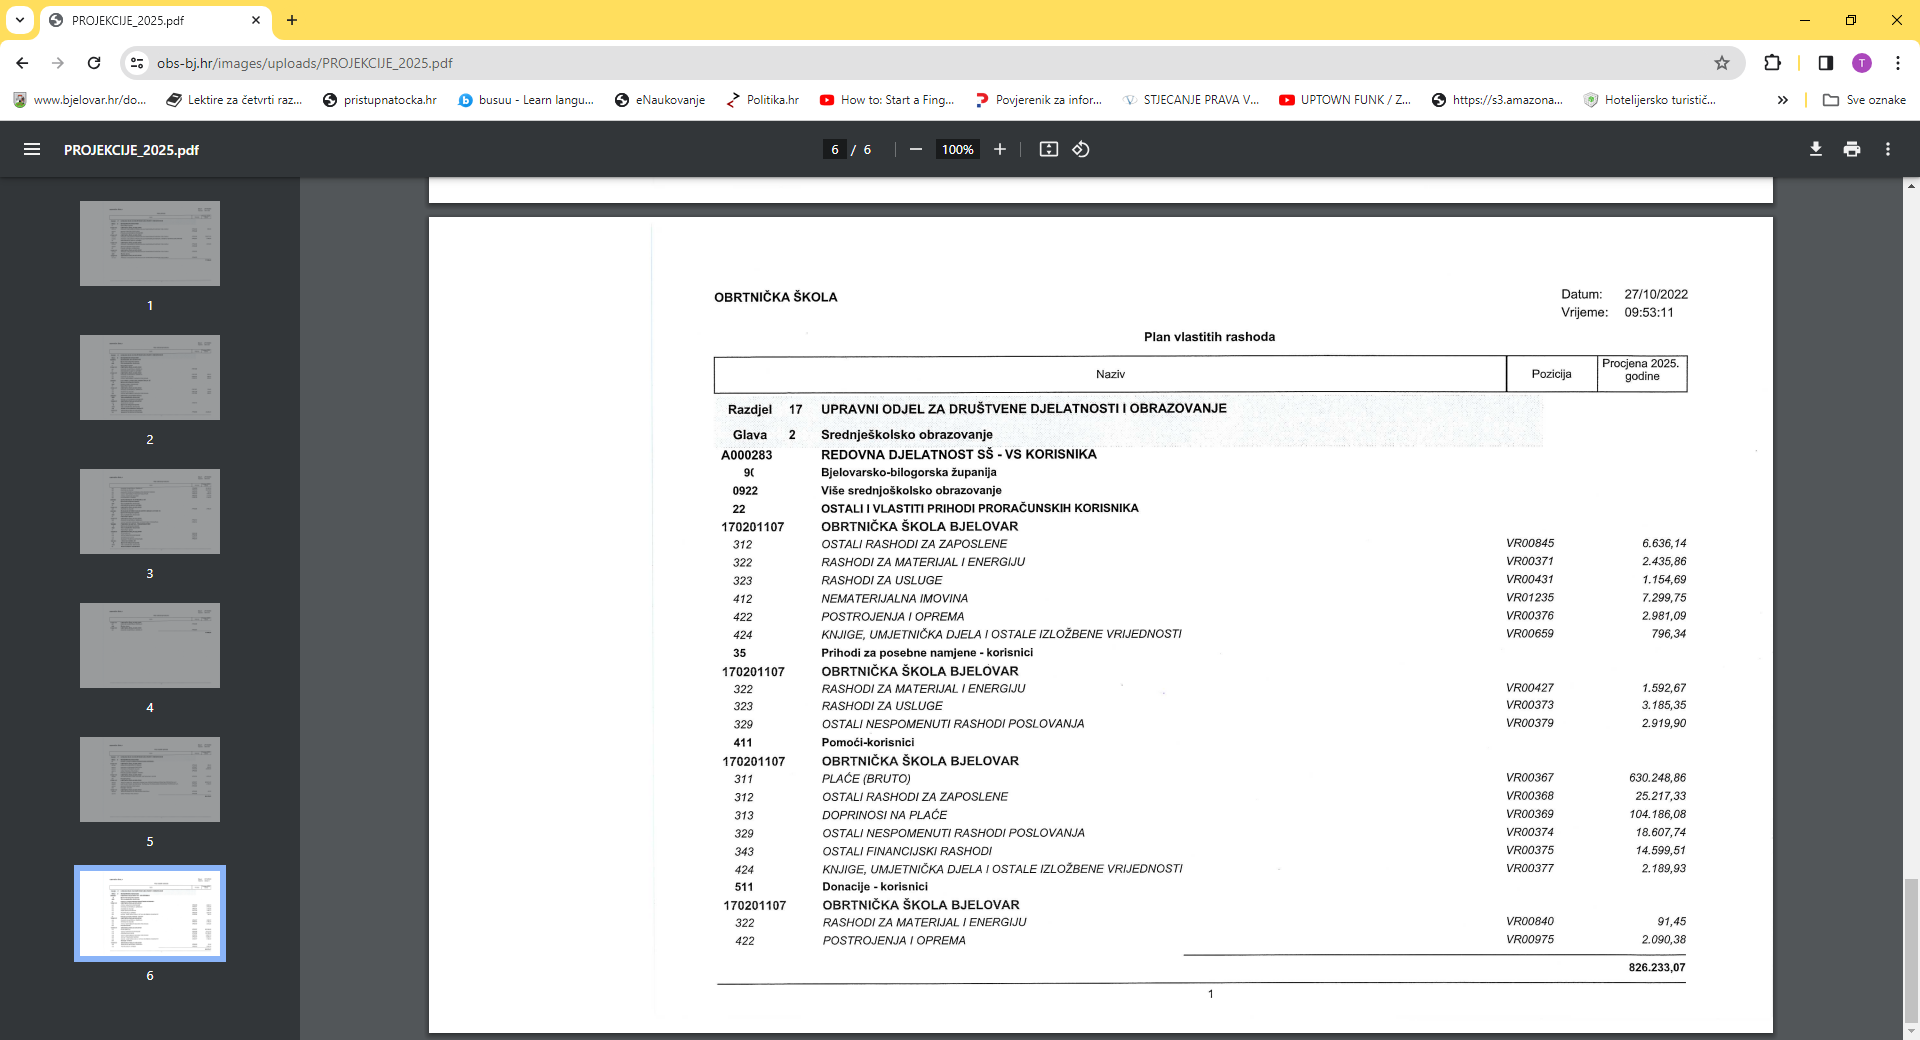 PROJEKCIJE_2025.pdf
obs-bj.hr/images/uploads/PROJEKCIJE_2025.pdf
T
www.bjelovar.hr/do... Lektire za četvrti raz... pristupnatocka.hr busuu - Learn langu... eNaukovanje Politika.hr How to: Start a Fing... Povjerenik za infor... STJECANJE PRAVA V... UPTOWN FUNK / Z... https://s3.amazona... Hotelijersko turistič... Sve oznake
PROJEKCIJE_2025.pdf 6 / 6 100%
1
2
3
4
5
6
OBRTNIČKA ŠKOLA
Datum: 27/10/2022
Vrijeme: 09:53:11
Plan vlastitih rashoda
Naziv Pozicija Procjena 2025. godine
Razdjel 17 UPRAVNI ODJEL ZA DRUŠTVENE DJELATNOSTI I OBRAZOVANJE
Glava 2 Srednješkolsko obrazovanje
A000283 REDOVNA DJELATNOST SŠ - VS KORISNIKA
90 Bjelovarsko-bilogorska županija
0922 Više srednjoškolsko obrazovanje
22 OSTALI I VLASTITI PRIHODI PRORAČUNSKIH KORISNIKA
170201107 OBRTNIČKA ŠKOLA BJELOVAR
312 OSTALI RASHODI ZA ZAPOSLENE VR00845 6.636,14
322 RASHODI ZA MATERIJAL I ENERGIJU VR00371 2.435,86
323 RASHODI ZA USLUGE VR00431 1.154,69
412 NEMATERIJALNA IMOVINA VR01235 7.299,75
422 POSTROJENJA I OPREMA VR00376 2.981,09
424 KNJIGE, UMJETNIČKA DJELA I OSTALE IZLOŽBENE VRIJEDNOSTI VR00659 796,34
35 Prihodi za posebne namjene - korisnici
170201107 OBRTNIČKA ŠKOLA BJELOVAR
322 RASHODI ZA MATERIJAL I ENERGIJU VR00427 1.592,67
323 RASHODI ZA USLUGE VR00373 3.185,35
329 OSTALI NESPOMENUTI RASHODI POSLOVANJA VR00379 2.919,90
411 Pomoći-korisnici
170201107 OBRTNIČKA ŠKOLA BJELOVAR
311 PLAĆE (BRUTO) VR00367 630.248,86
312 OSTALI RASHODI ZA ZAPOSLENE VR00368 25.217,33
313 DOPRINOSI NA PLAĆE VR00369 104.186,08
329 OSTALI NESPOMENUTI RASHODI POSLOVANJA VR00374 18.607,74
343 OSTALI FINANCIJSKI RASHODI VR00375 14.599,51
424 KNJIGE, UMJETNIČKA DJELA I OSTALE IZLOŽBENE VRIJEDNOSTI VR00377 2.189,93
511 Donacije - korisnici
170201107 OBRTNIČKA ŠKOLA BJELOVAR
322 RASHODI ZA MATERIJAL I ENERGIJU VR00840 91,45
422 POSTROJENJA I OPREMA VR00975 2.090,38
826.233,07
1